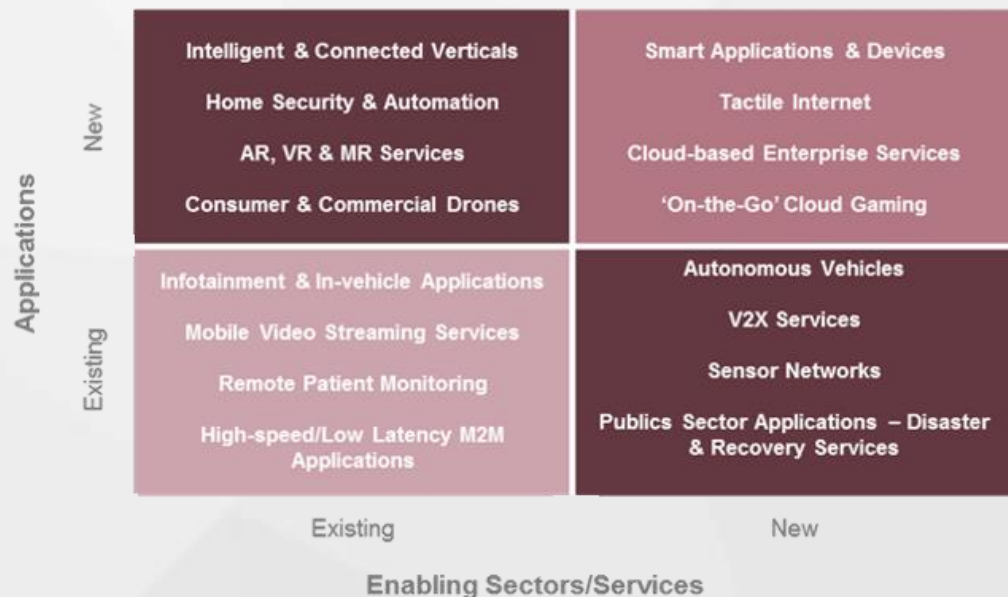 Applications
New
Intelligent & Connected Verticals
Home Security & Automation
AR, VR & MR Services
Consumer & Commercial Drones
Smart Applications & Devices
Tactile Internet
Cloud-based Enterprise Services
‘On-the-Go’ Cloud Gaming
Existing
Infotainment & In-vehicle Applications
Mobile Video Streaming Services
Remote Patient Monitoring
High-speed/Low Latency M2M
Applications
Autonomous Vehicles
V2X Services
Sensor Networks
Publics Sector Applications – Disaster
& Recovery Services
Existing
New
Enabling Sectors/Services